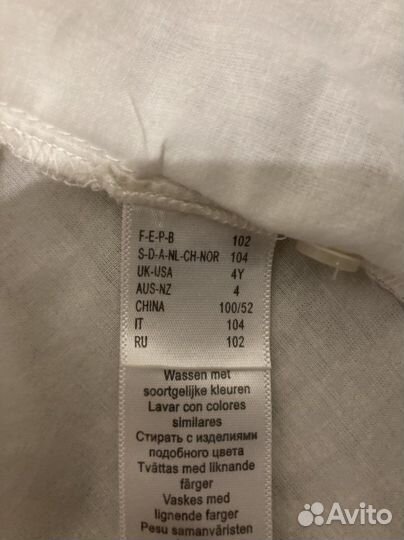 F-E-P-B 102
S-D-A-NL-CH-NOR 104
UK-USA 4Y
AUS-NZ 4
CHINA 100/52
IT 104
RU 102
Wassen met
soortgelijke kleuren
Lavar con colores
similares
Стирать с изделиями
подобного цвета
Tvättas med liknande
färger
Vaskes med
lignende farger
Pesu samanväristen
Avito